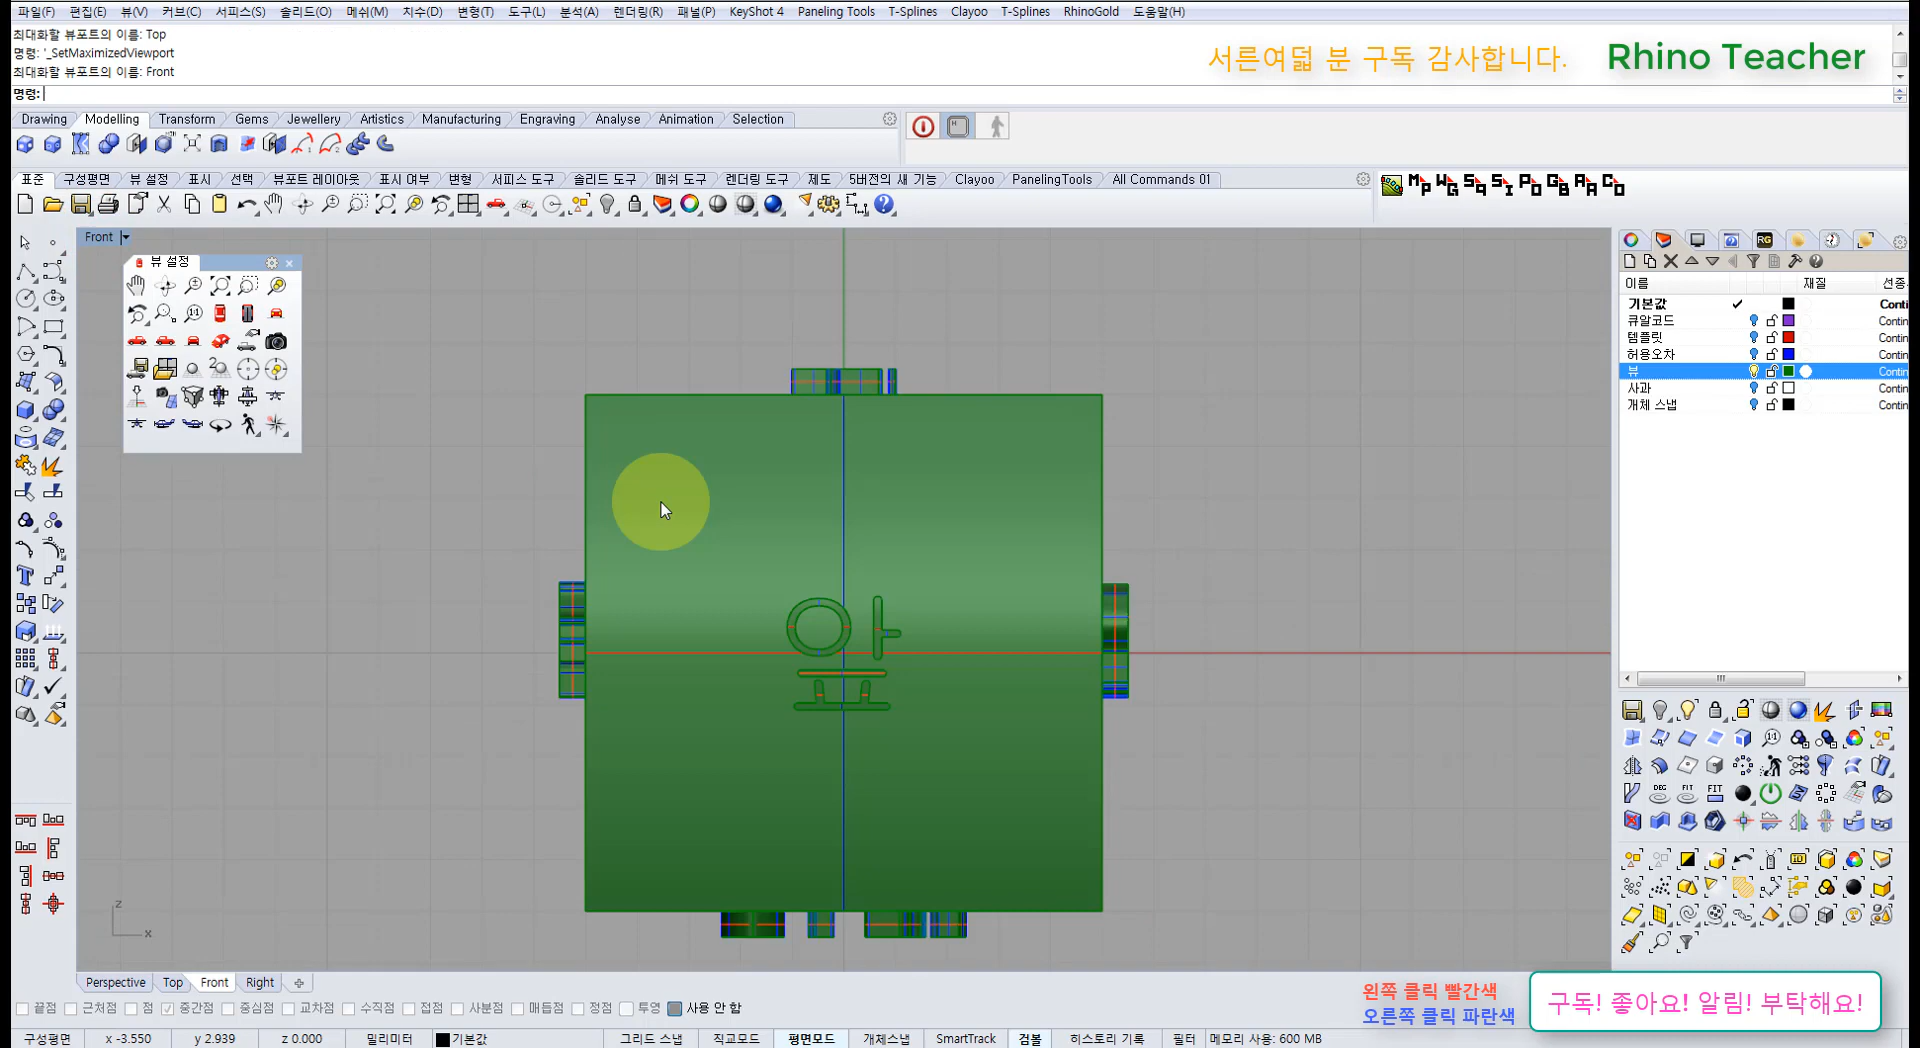 파일(F) 편집(E) 뷰(V) 커브(C) 서피스(S) 솔리드(O) 메쉬(M) 치수(D) 변형(T) 도구(L) 분석(A) 렌더링(R) 패널(P) KeyShot 4 Paneling Tools T-Splines Clayoo T-Splines RhinoGold 도움말(H)
최대화할 뷰포트의 이름: Top
명령: '_SetMaximizedViewport
최대화할 뷰포트의 이름: Front
명령:
서른여덟 분 구독 감사합니다. Rhino Teacher
Drawing Modelling Transform Gems Jewellery Artistics Manufacturing Engraving Analyse Animation Selection
표준 구성평면 뷰 설정 표시 선택 뷰포트 레이아웃 표시 여부 변형 서피스 도구 솔리드 도구 메쉬 도구 렌더링 도구 제도 5버전의 새 기능 Clayoo PanelingTools All Commands 01
Front
뷰 설정
이름 재질 선종
기본값 Conti
큐알코드 Contin
템플릿 Contin
허용오차 Contin
뷰 Contin
사과 Contin
개체 스냅 Contin
앞
z
x
Perspective Top Front Right
끝점 근처점 점 중간점 중심점 교차점 수직점 접점 사분점 매듭점 정점 투영 사용 안 함
왼쪽 클릭 빨간색
오른쪽 클릭 파란색
구독! 좋아요! 알림! 부탁해요!
구성평면 x -3.550 y 2.939 z 0.000 밀리미터 기본값 그리드 스냅 직교모드 평면모드 개체스냅 SmartTrack 검볼 히스토리 기록 필터 메모리 사용: 600 MB